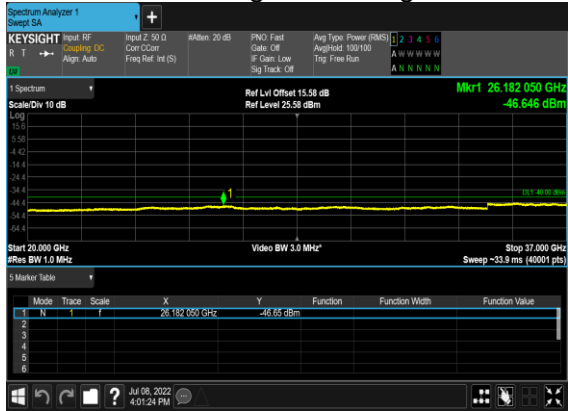 Spectrum Analyzer 1
Swept SA
KEYSIGHT
R T
LU
Input: RF
Coupling: DC
Align: Auto
Input Z: 50 Ω
Corr CCorr
Freq Ref: Int (S)
#Atten: 20 dB
PNO: Fast
Gate: Off
IF Gain: Low
Sig Track: Off
Avg Type: Power (RMS)
Avg|Hold: 100/100
Trig: Free Run
1 2 3 4 5 6
A W W W W W
A N N N N N
1 Spectrum
Scale/Div 10 dB
Ref Lvl Offset 15.58 dB
Ref Level 25.58 dBm
Mkr1 26.182 050 GHz
-46.646 dBm
Log
15.6
5.58
-4.42
-14.4
-24.4
-34.4
-44.4
-54.4
-64.4
1
DL1 -40.00 dBm
Start 20.000 GHz
#Res BW 1.0 MHz
Video BW 3.0 MHz*
Stop 37.000 GHz
Sweep ~33.9 ms (40001 pts)
5 Marker Table
Mode Trace Scale X Y Function Function Width Function Value
1 N 1 f 26.182 050 GHz -46.65 dBm
2
3
4
5
6
?
Jul 08, 2022
4:01:24 PM